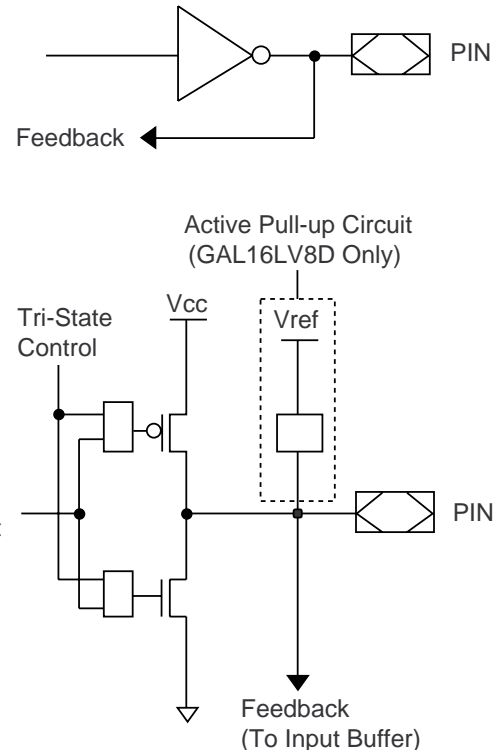 PIN
Feedback
Active Pull-up Circuit
(GAL16LV8D Only)
Vcc
Vref
Tri-State
Control
PIN
Feedback
(To Input Buffer)